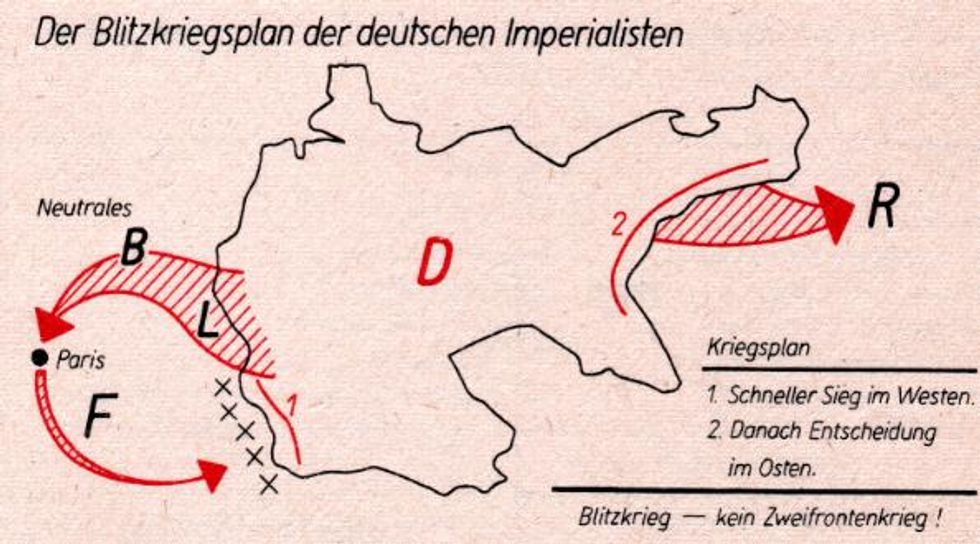 Der Blitzkriegsplan der deutschen Imperialisten
Neutrales
B
L
D
2
R
Paris
F
1
Kriegsplan
1. Schneller Sieg im Westen.
2. Danach Entscheidung
im Osten.
Blitzkrieg — kein Zweifrontenkrieg !